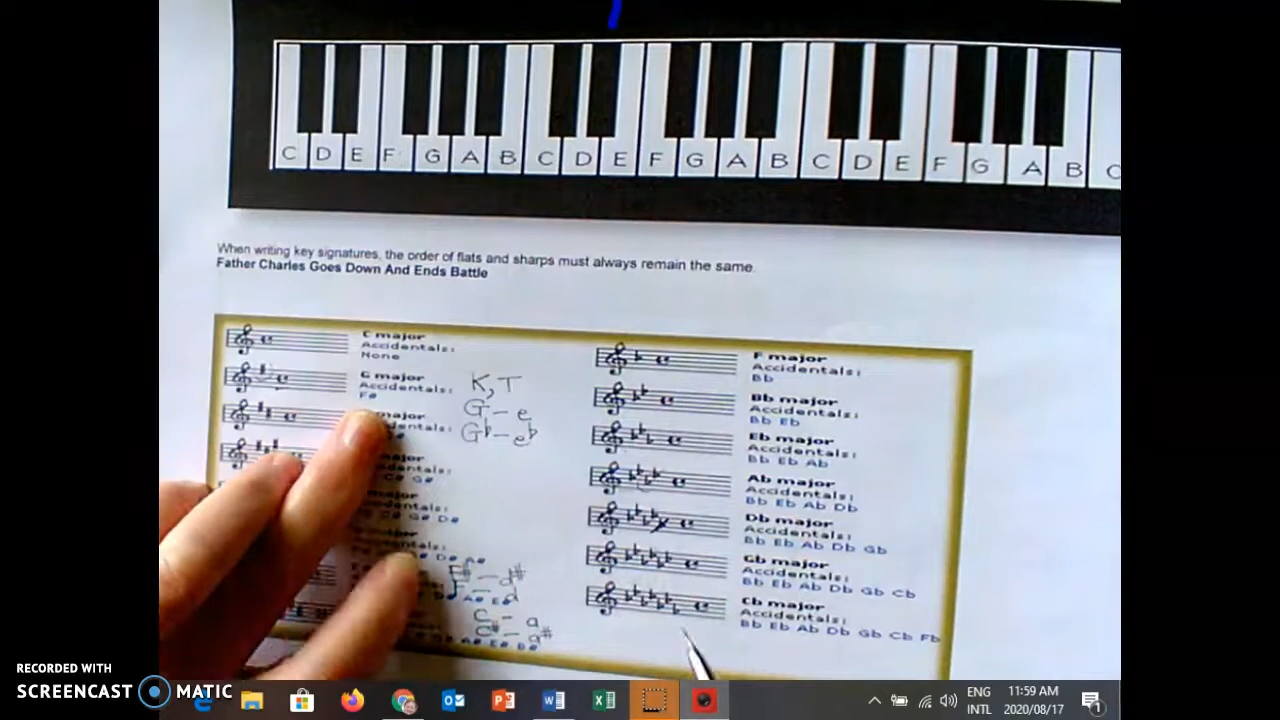 C D E F G A B C D E F G A B C D E F G A B C
When writing key signatures, the order of flats and sharps must always remain the same.
Father Charles Goes Down And Ends Battle
C major
Accidentals:
None
G major
Accidentals:
F#
major
G# D#
D# A#
A# E#
K, T
G - e
Gb - eb
F# - d#
F - d
C - a
C# - a#
F major
Accidentals:
Bb
Bb major
Accidentals:
Bb Eb
Eb major
Accidentals:
Bb Eb Ab
Ab major
Accidentals:
Bb Eb Ab Db
Db major
Accidentals:
Bb Eb Ab Db Gb
Gb major
Accidentals:
Bb Eb Ab Db Gb Cb
Cb major
Accidentals:
Bb Eb Ab Db Gb Cb Fb
RECORDED WITH
SCREENCAST MATIC
ENG
INTL
11:59 AM
2020/08/17
1